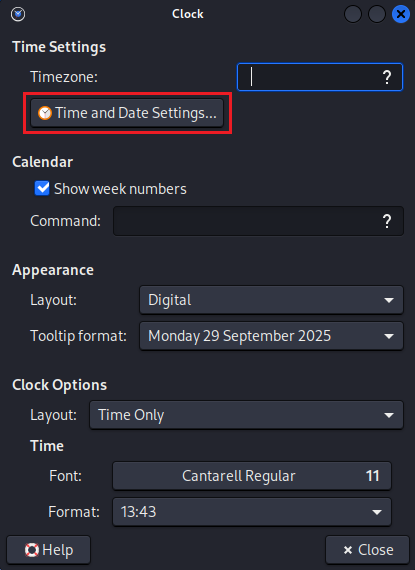 Clock
Time Settings
Timezone: ?
Time and Date Settings...
Calendar
Show week numbers
Command: ?
Appearance
Layout: Digital
Tooltip format: Monday 29 September 2025
Clock Options
Layout: Time Only
Time
Font: Cantarell Regular 11
Format: 13:43
Help Close